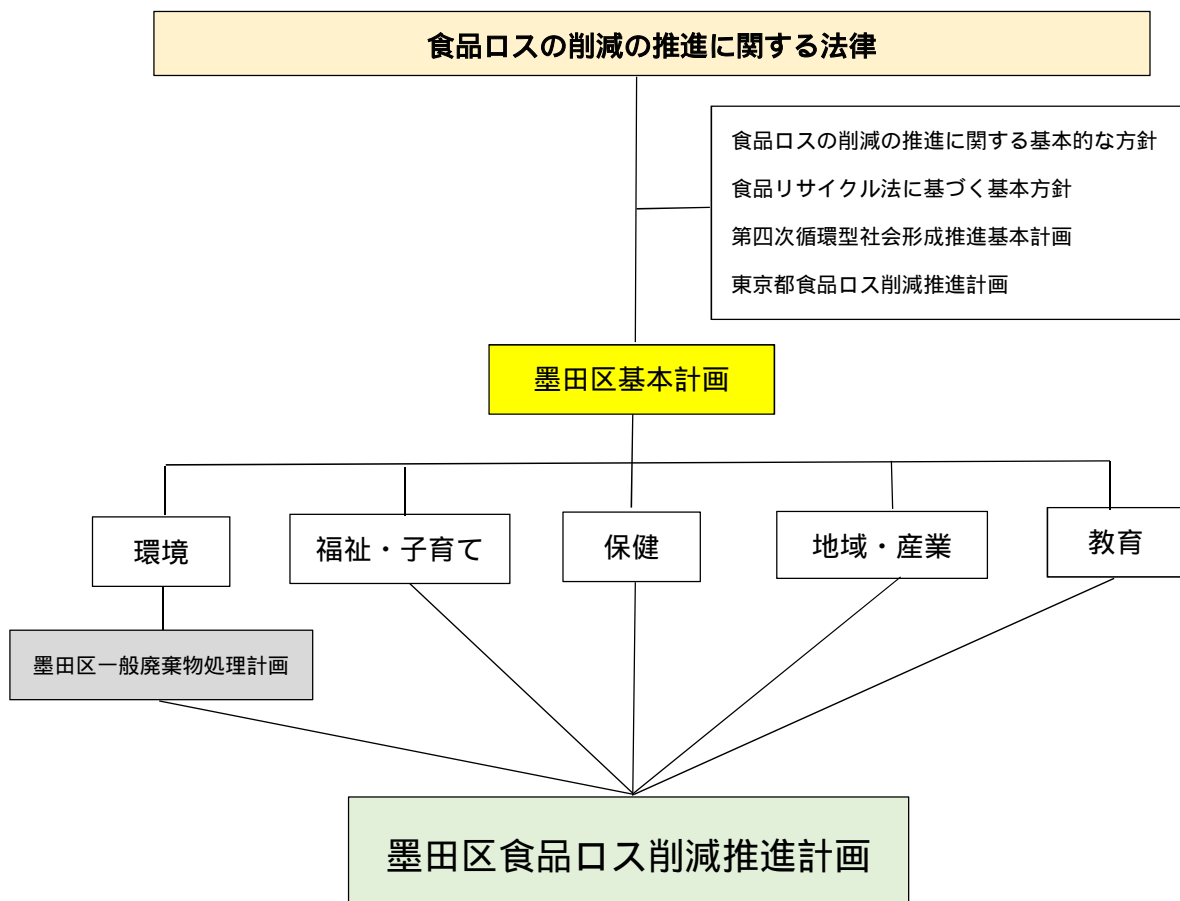 食品ロスの削減の推進に関する法律
食品ロスの削減の推進に関する基本的な方針
食品リサイクル法に基づく基本方針
第四次循環型社会形成推進基本計画
東京都食品ロス削減推進計画
墨田区基本計画
環境
福祉・子育て
保健
地域・産業
教育
墨田区一般廃棄物処理計画
墨田区食品ロス削減推進計画